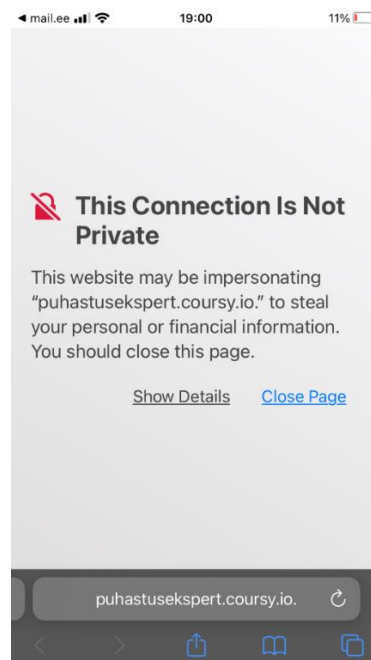 mail.ee 19:00 11%
This Connection Is Not
Private
This website may be impersonating
“puhastusekspert.coursy.io.” to steal
your personal or financial information.
You should close this page.
Show Details Close Page
puhastusekspert.coursy.io.